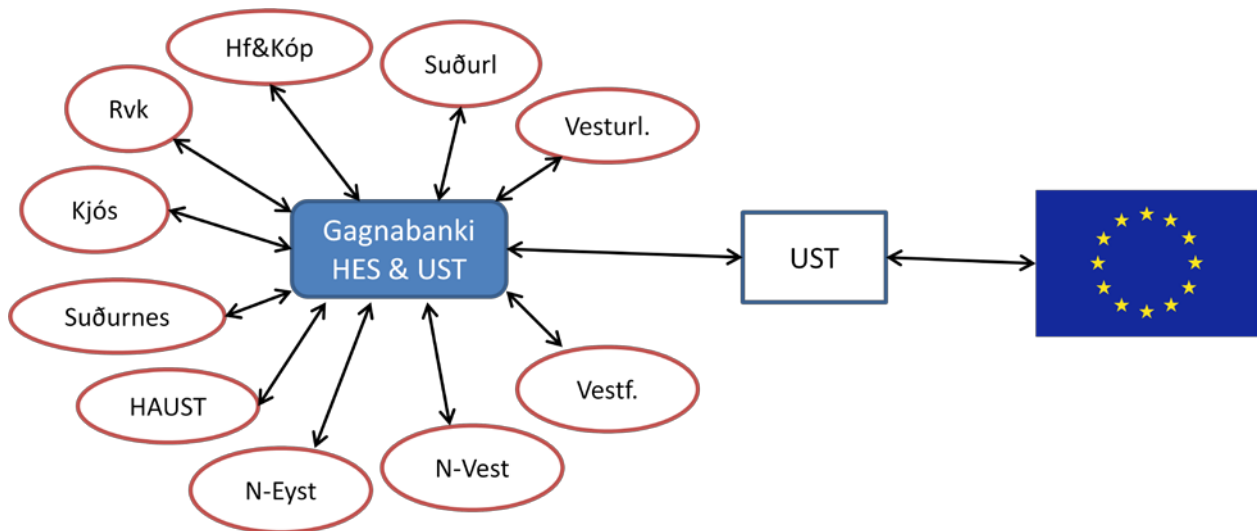 Hf&Kóp
Suðurl
Rvk
Vesturl.
Kjós
Gagnabanki
HES & UST
UST
Suðurnes
Vestf.
HAUST
N-Vest
N-Eyst